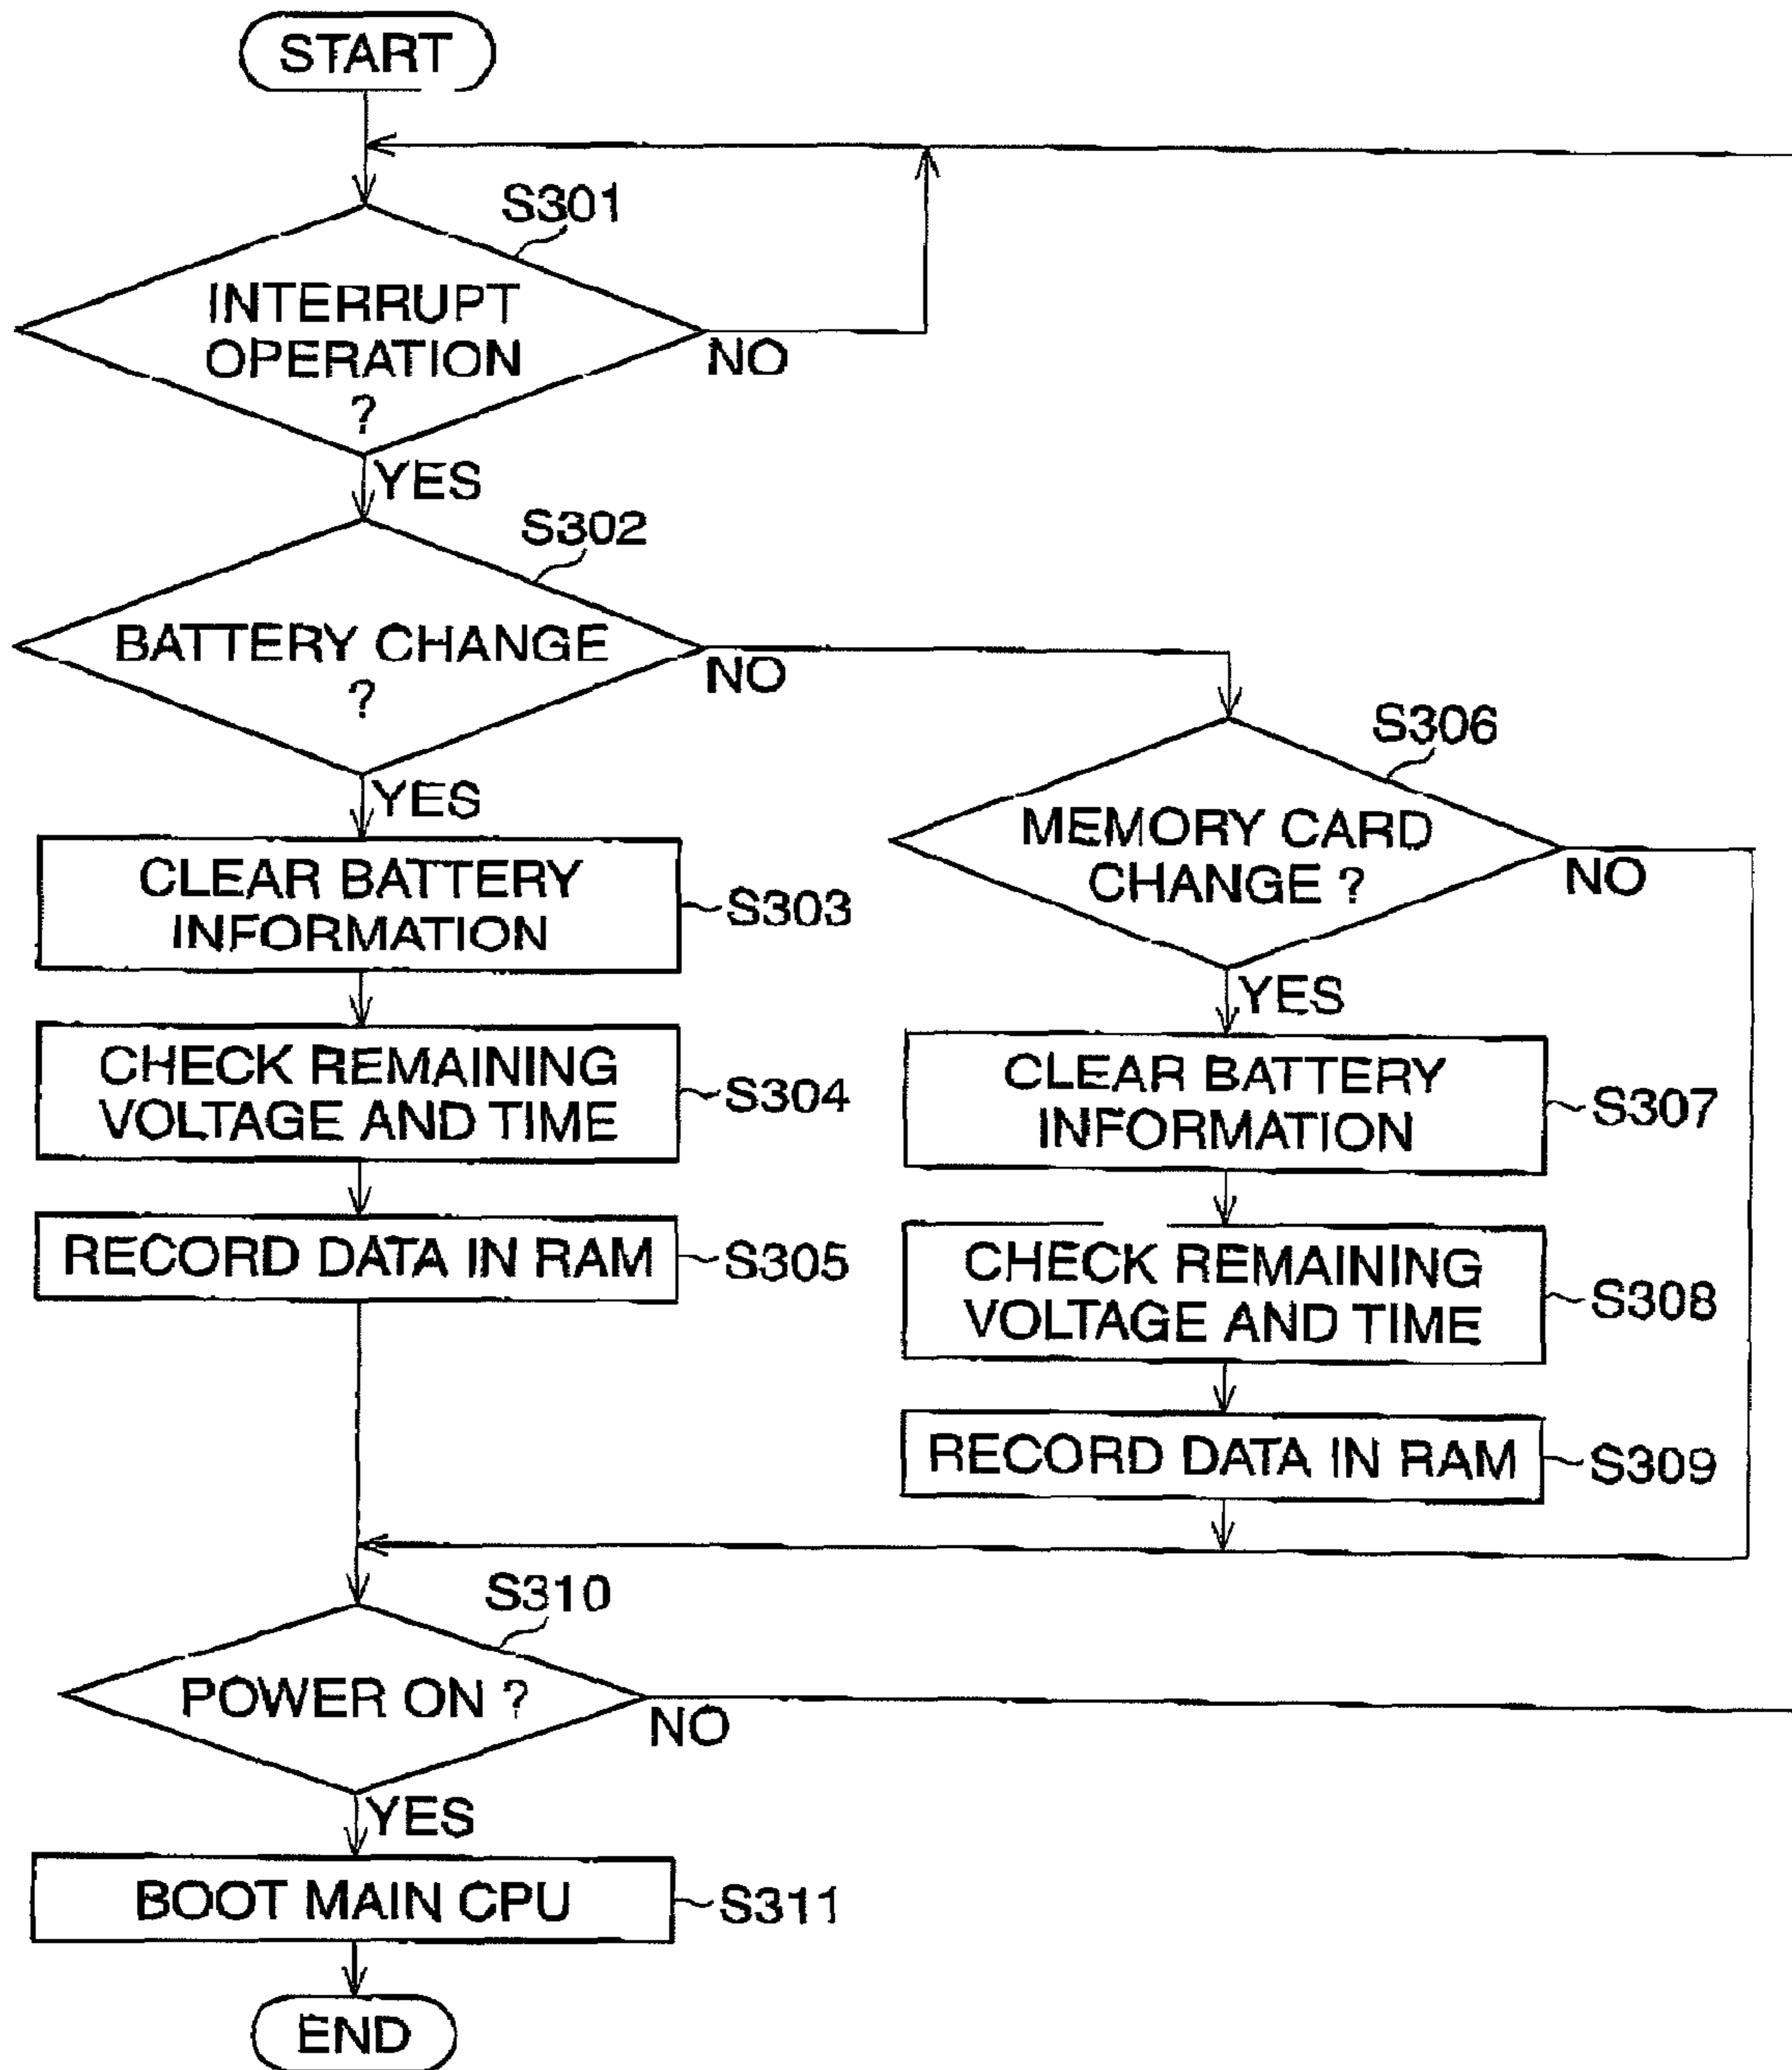 START
S301
INTERRUPT
OPERATION
?
NO
YES
S302
BATTERY CHANGE
?
NO
YES
S306
MEMORY CARD
CHANGE ?
NO
YES
CLEAR BATTERY
INFORMATION
S303
CHECK REMAINING
VOLTAGE AND TIME
S304
RECORD DATA IN RAM
S305
CLEAR BATTERY
INFORMATION
S307
CHECK REMAINING
VOLTAGE AND TIME
S308
RECORD DATA IN RAM
S309
S310
POWER ON ?
NO
YES
BOOT MAIN CPU
S311
END